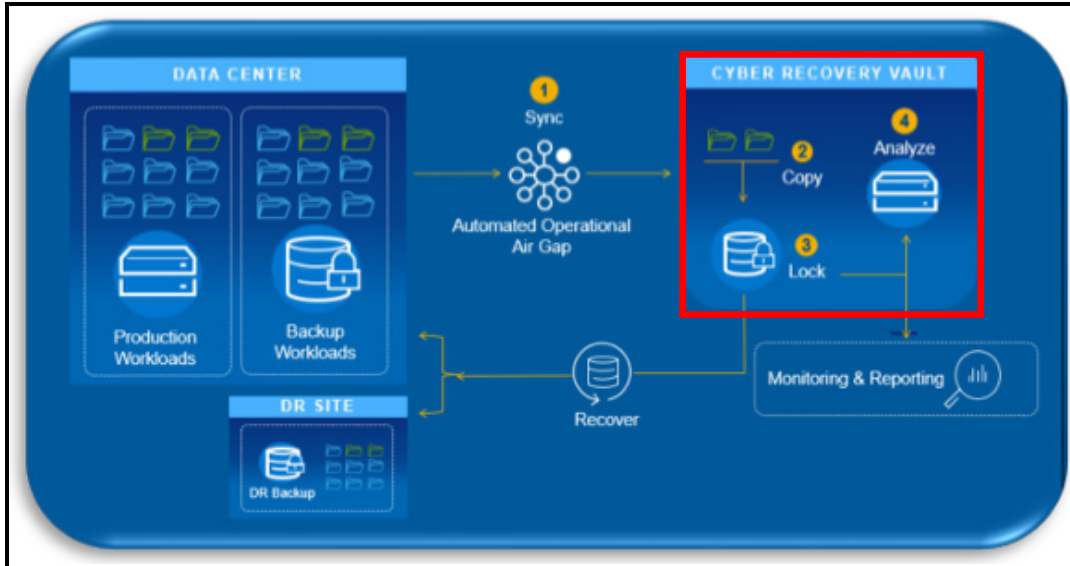 DATA CENTER
Production
Workloads
Backup
Workloads
1
Sync
Automated Operational
Air Gap
CYBER RECOVERY VAULT
2
Copy
3
Lock
4
Analyze
Monitoring & Reporting
Recover
DR SITE
DR Backup